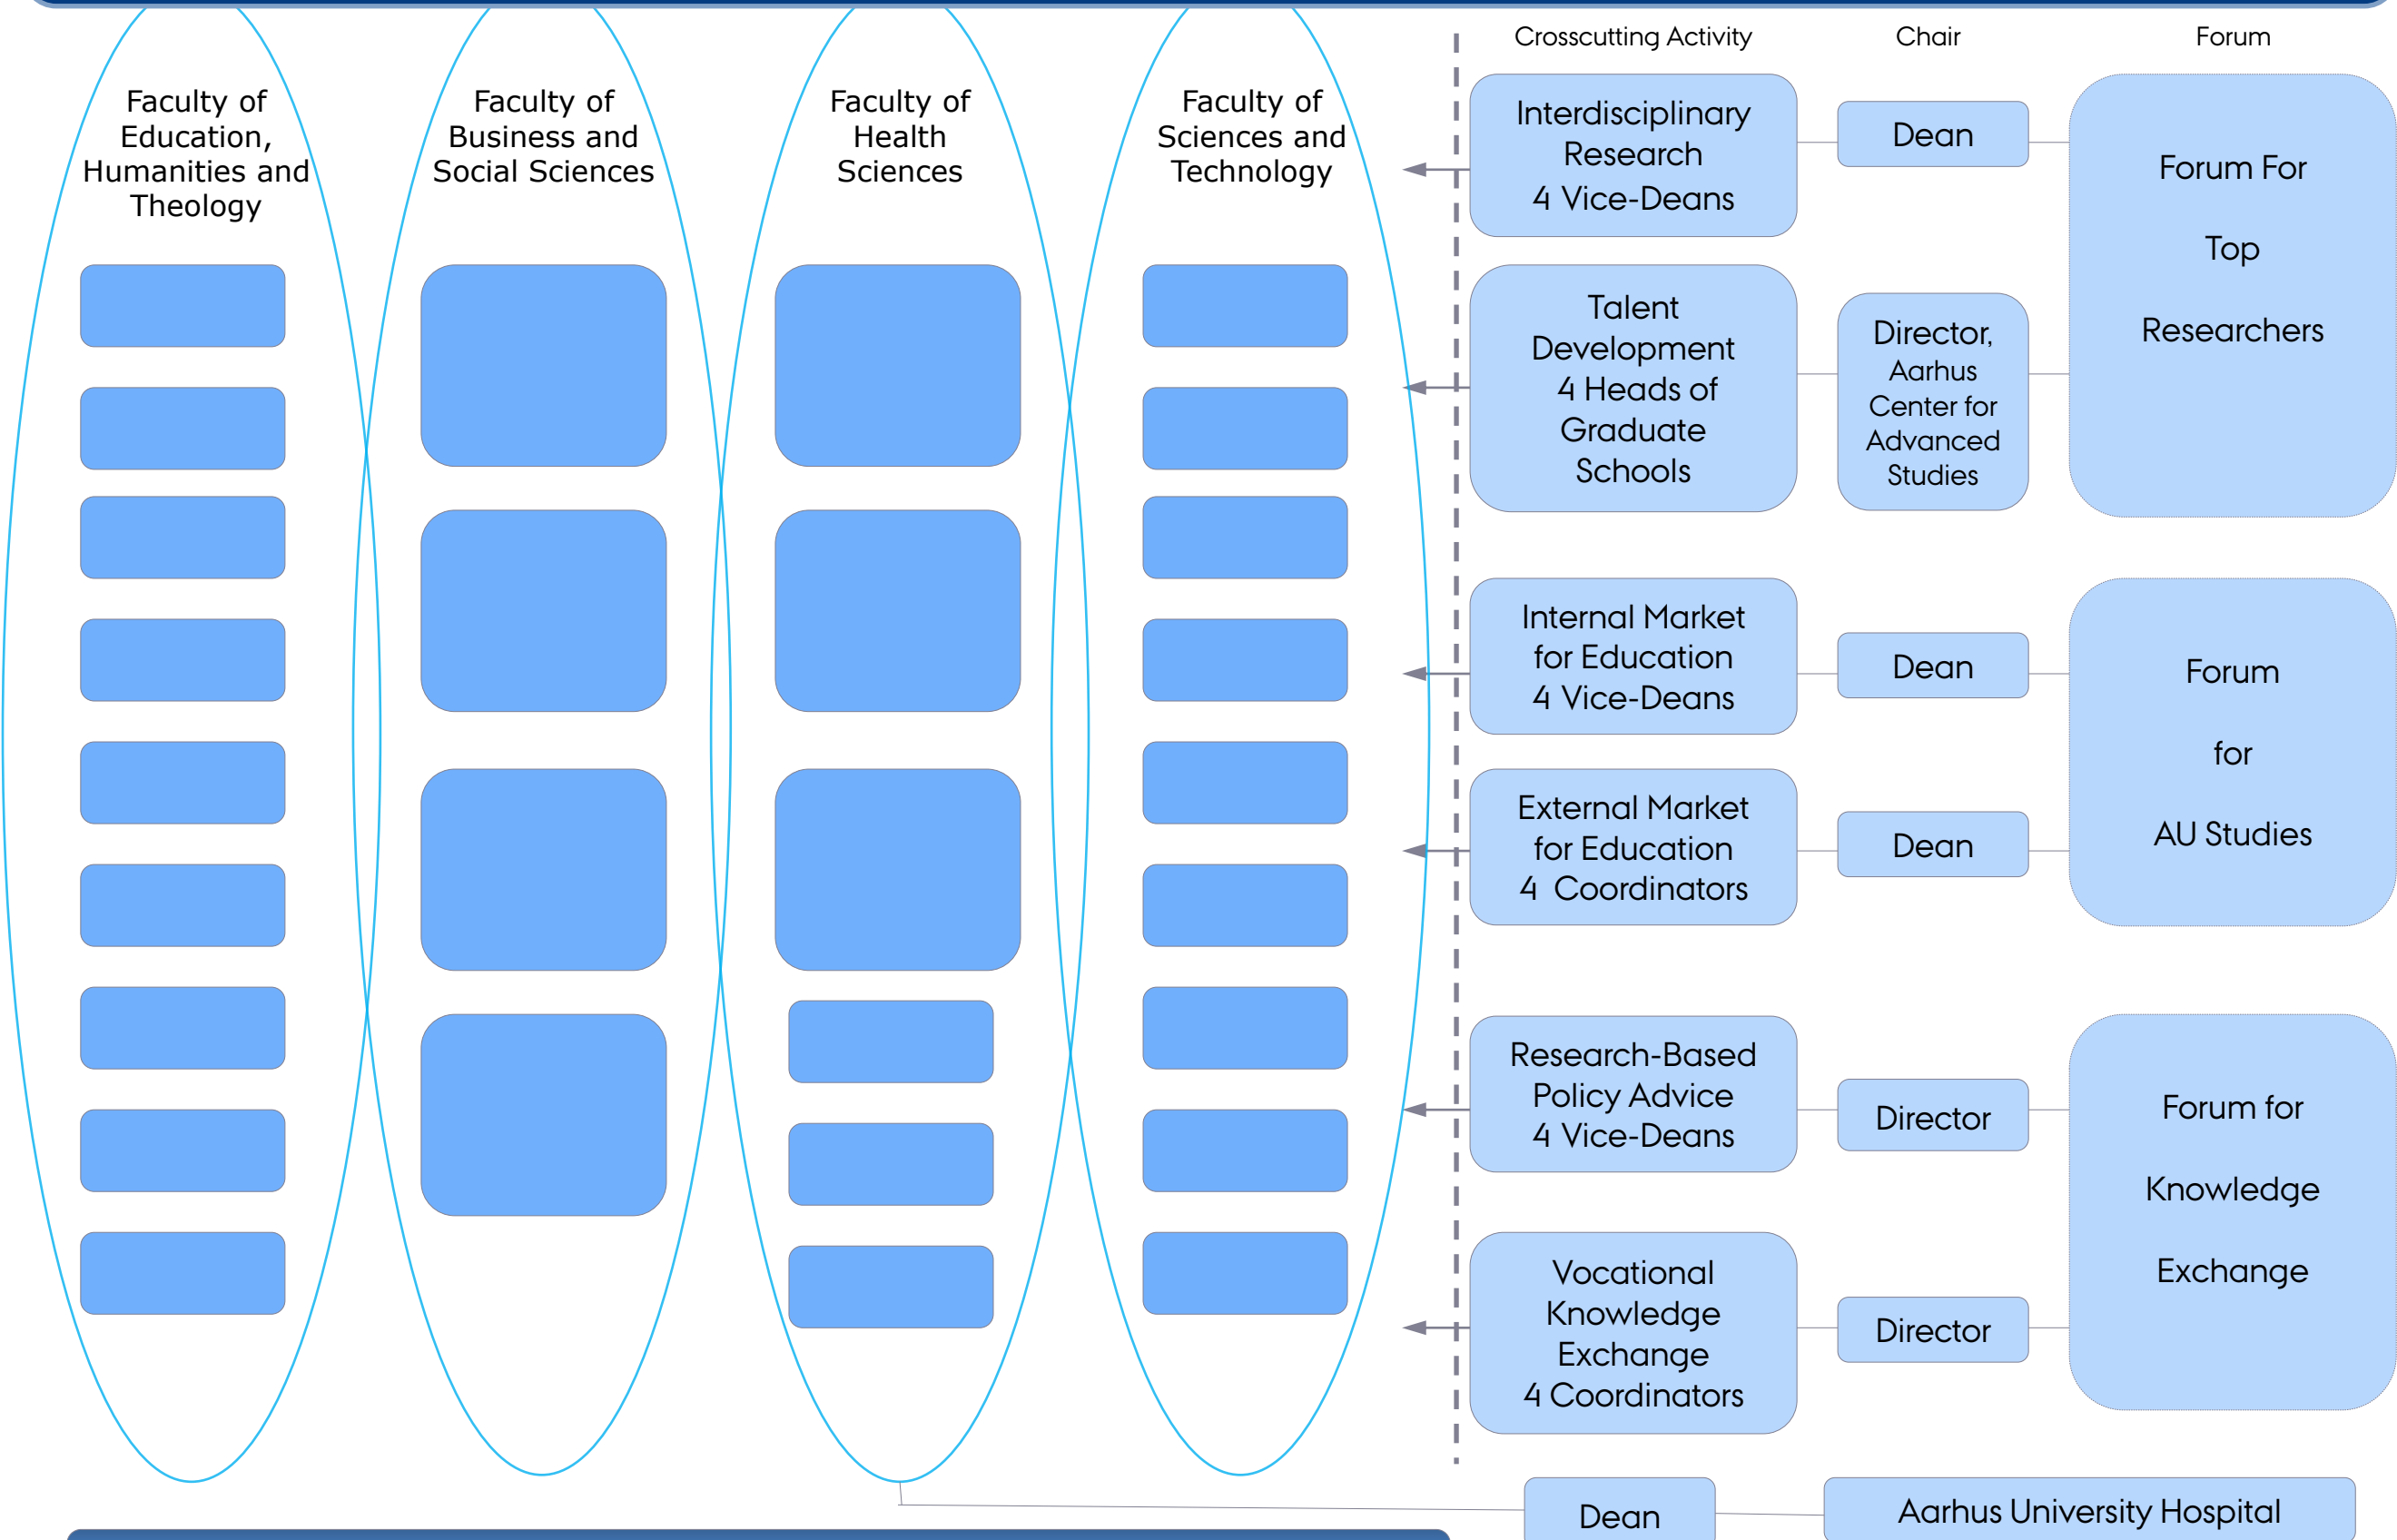 Crosscutting Activity
Chair
Forum
Faculty of
Education,
Humanities and
Theology
Faculty of
Business and
Social Sciences
Faculty of
Health
Sciences
Faculty of
Sciences and
Technology
Interdisciplinary
Research
4 Vice-Deans
Dean
Forum For
Top
Researchers
Talent
Development
4 Heads of
Graduate
Schools
Director,
Aarhus
Center for
Advanced
Studies
Internal Market
for Education
4 Vice-Deans
Dean
Forum
for
AU Studies
External Market
for Education
4 Coordinators
Dean
Research-Based
Policy Advice
4 Vice-Deans
Director
Forum for
Knowledge
Exchange
Vocational
Knowledge
Exchange
4 Coordinators
Director
Dean
Aarhus University Hospital